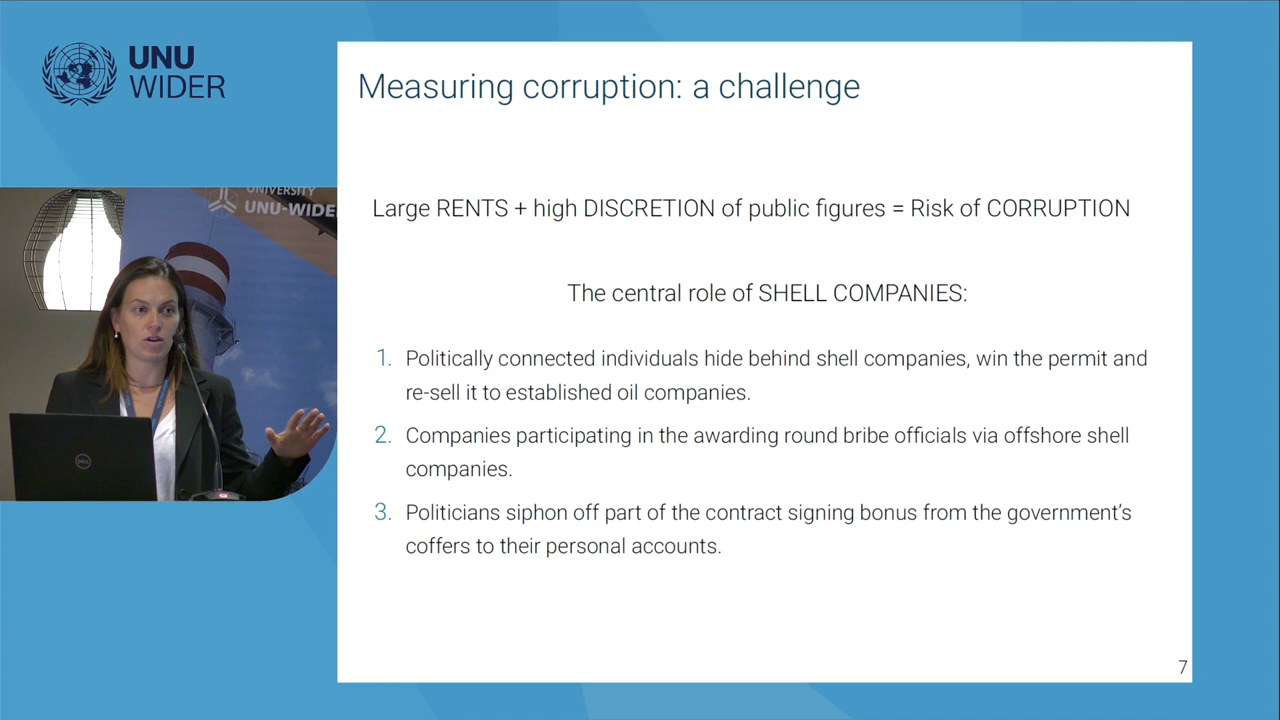 UNU
WIDER
Measuring corruption: a challenge
Large RENTS + high DISCRETION of public figures = Risk of CORRUPTION
The central role of SHELL COMPANIES:
1. Politically connected individuals hide behind shell companies, win the permit and
re-sell it to established oil companies.
2. Companies participating in the awarding round bribe officials via offshore shell
companies.
3. Politicians siphon off part of the contract signing bonus from the government's
coffers to their personal accounts.
7
UNIVERSITY
UNU-WIDER
DELL